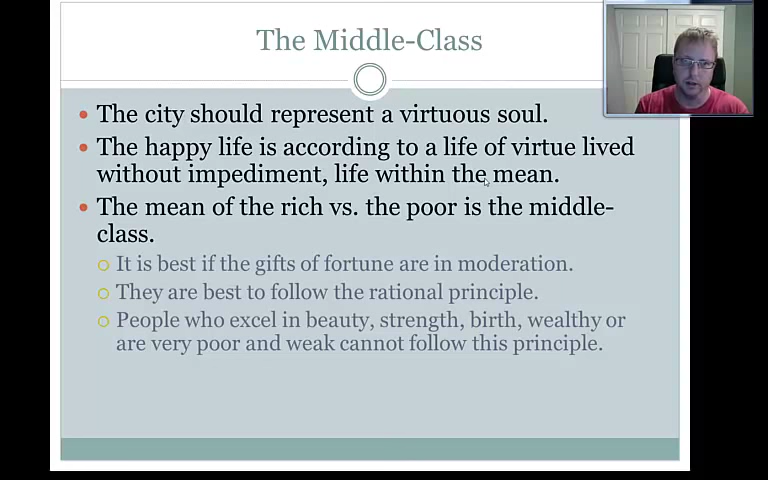 The Middle-Class
The city should represent a virtuous soul.
The happy life is according to a life of virtue lived
without impediment, life within the mean.
The mean of the rich vs. the poor is the middle-
class.
It is best if the gifts of fortune are in moderation.
They are best to follow the rational principle.
People who excel in beauty, strength, birth, wealthy or
are very poor and weak cannot follow this principle.